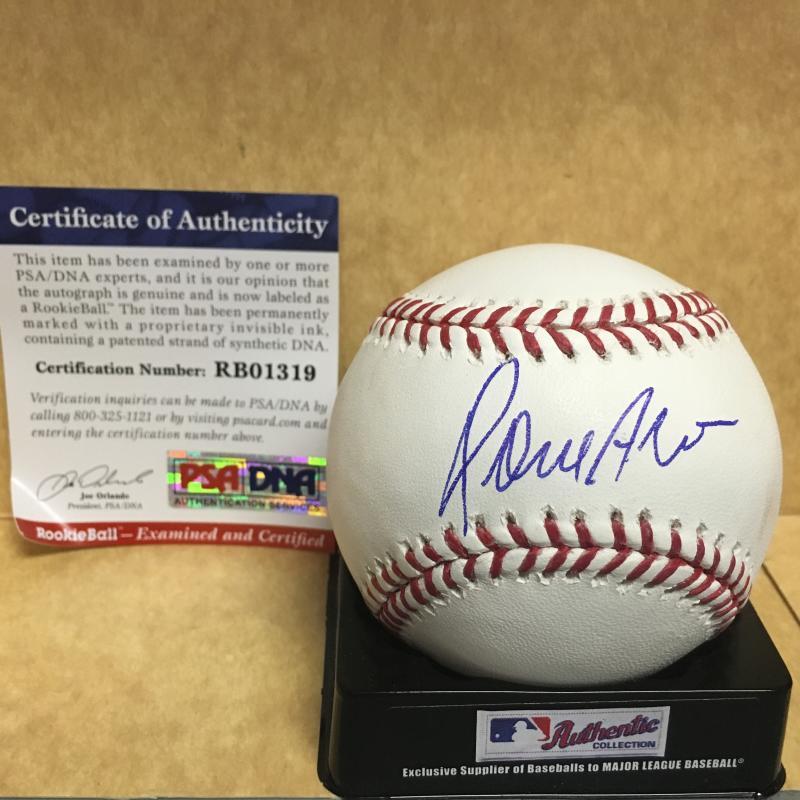 Certificate of Authenticity
This item has been examined by one or more
PSA/DNA experts, and it is our opinion that
the autograph is genuine and is now labeled as
a RookieBall.™ The item has been permanently
marked with a proprietary invisible ink,
containing a patented strand of synthetic DNA.
Certification Number: RB01319
Verification inquiries can be made to PSA/DNA by
calling 800-325-1121 or by visiting psacard.com and
entering the certification number above.
Joe Orlando
President, PSA/DNA
PSA DNA
AUTHENTICATION SERVICES
RookieBall™ – Examined and Certified
Authentic
COLLECTION
Exclusive Supplier of Baseballs to MAJOR LEAGUE BASEBALL®